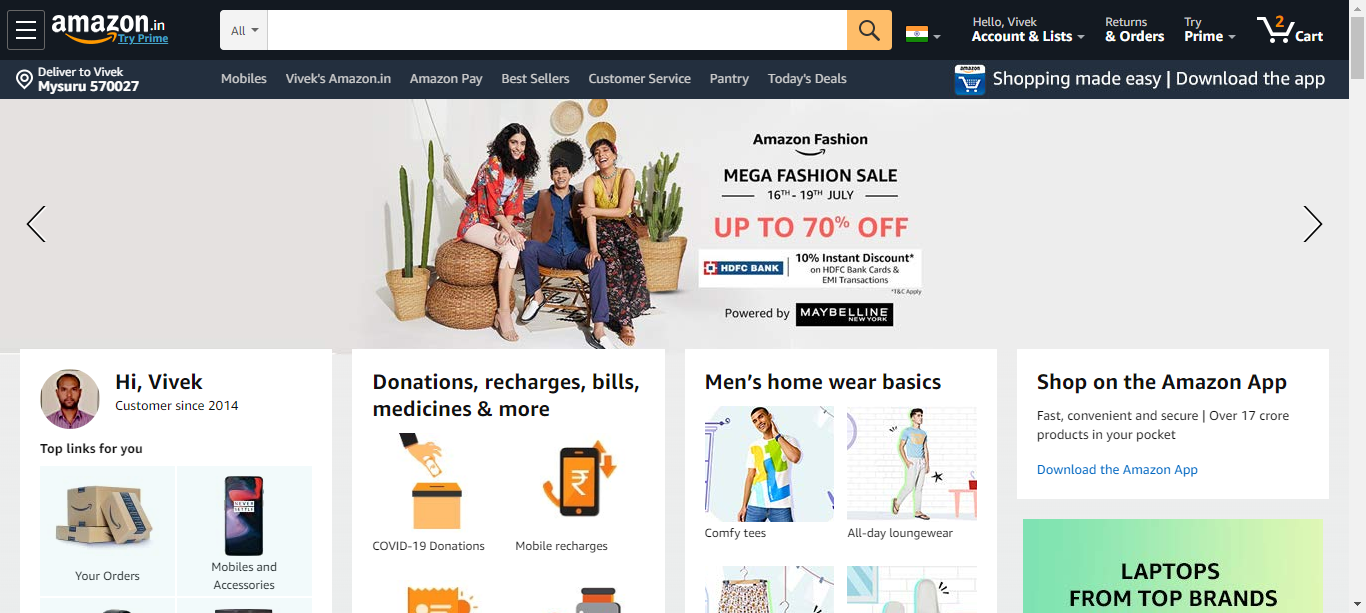 amazon.in
Try Prime
All
Hello, Vivek
Account & Lists
Returns
& Orders
Try
Prime
2
Cart
Deliver to Vivek
Mysuru 570027
Mobiles
Vivek's Amazon.in
Amazon Pay
Best Sellers
Customer Service
Pantry
Today's Deals
amazon
Shopping made easy | Download the app
Amazon Fashion
MEGA FASHION SALE
16TH - 19TH JULY
UP TO 70% OFF
HDFC BANK
10% Instant Discount*
on HDFC Bank Cards &
EMI Transactions
*T&C Apply
Powered by
MAYBELLINE
NEW YORK
Hi, Vivek
Customer since 2014
Top links for you
Your Orders
NEVER
SETTLE
Mobiles and
Accessories
Donations, recharges, bills,
medicines & more
₹
COVID-19 Donations
Mobile recharges
Men's home wear basics
Comfy tees
All-day loungewear
Shop on the Amazon App
Fast, convenient and secure | Over 17 crore
products in your pocket
Download the Amazon App
LAPTOPS
FROM TOP BRANDS